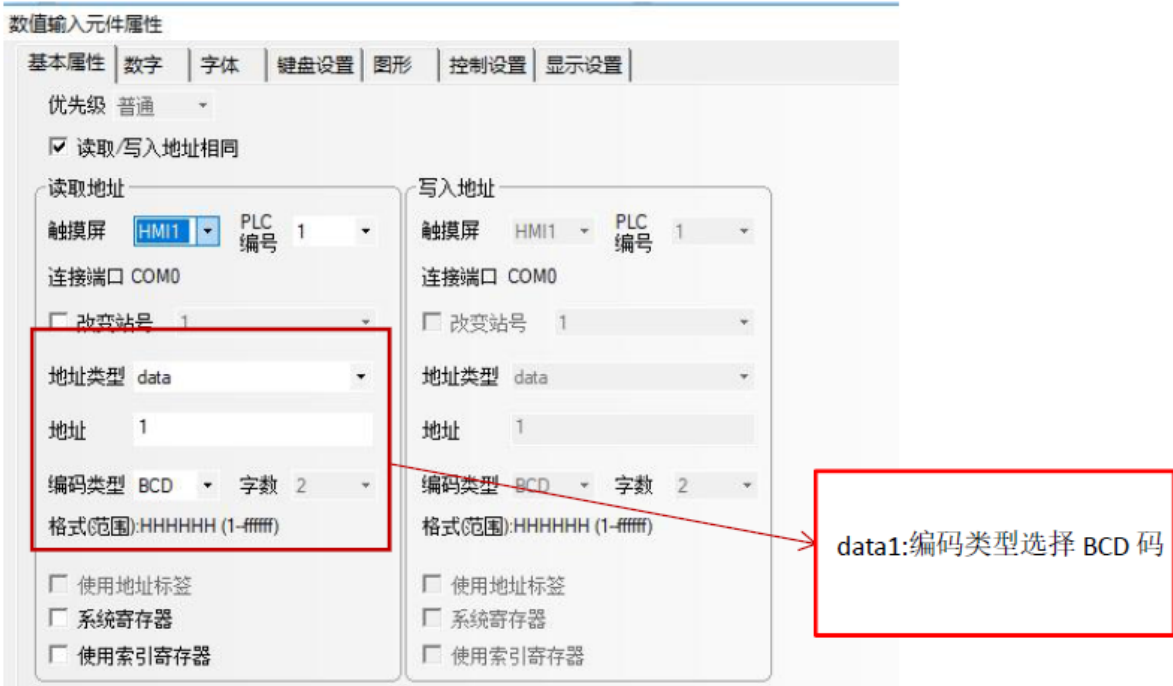 数值输入元件属性
基本属性 数字 字体 键盘设置 图形 控制设置 显示设置
优先级 普通
读取/写入地址相同
读取地址
触摸屏 HMI1 PLC编号 1
连接端口 COM0
改变站号 1
地址类型 data
地址 1
编码类型 BCD 字数 2
格式(范围):HHHHHH (1-ffffff)
使用地址标签
系统寄存器
使用索引寄存器
写入地址
触摸屏 HMI1 PLC编号 1
连接端口 COM0
改变站号 1
地址类型 data
地址 1
编码类型 BCD 字数 2
格式(范围):HHHHHH (1-ffffff)
使用地址标签
系统寄存器
使用索引寄存器
data1:编码类型选择 BCD 码